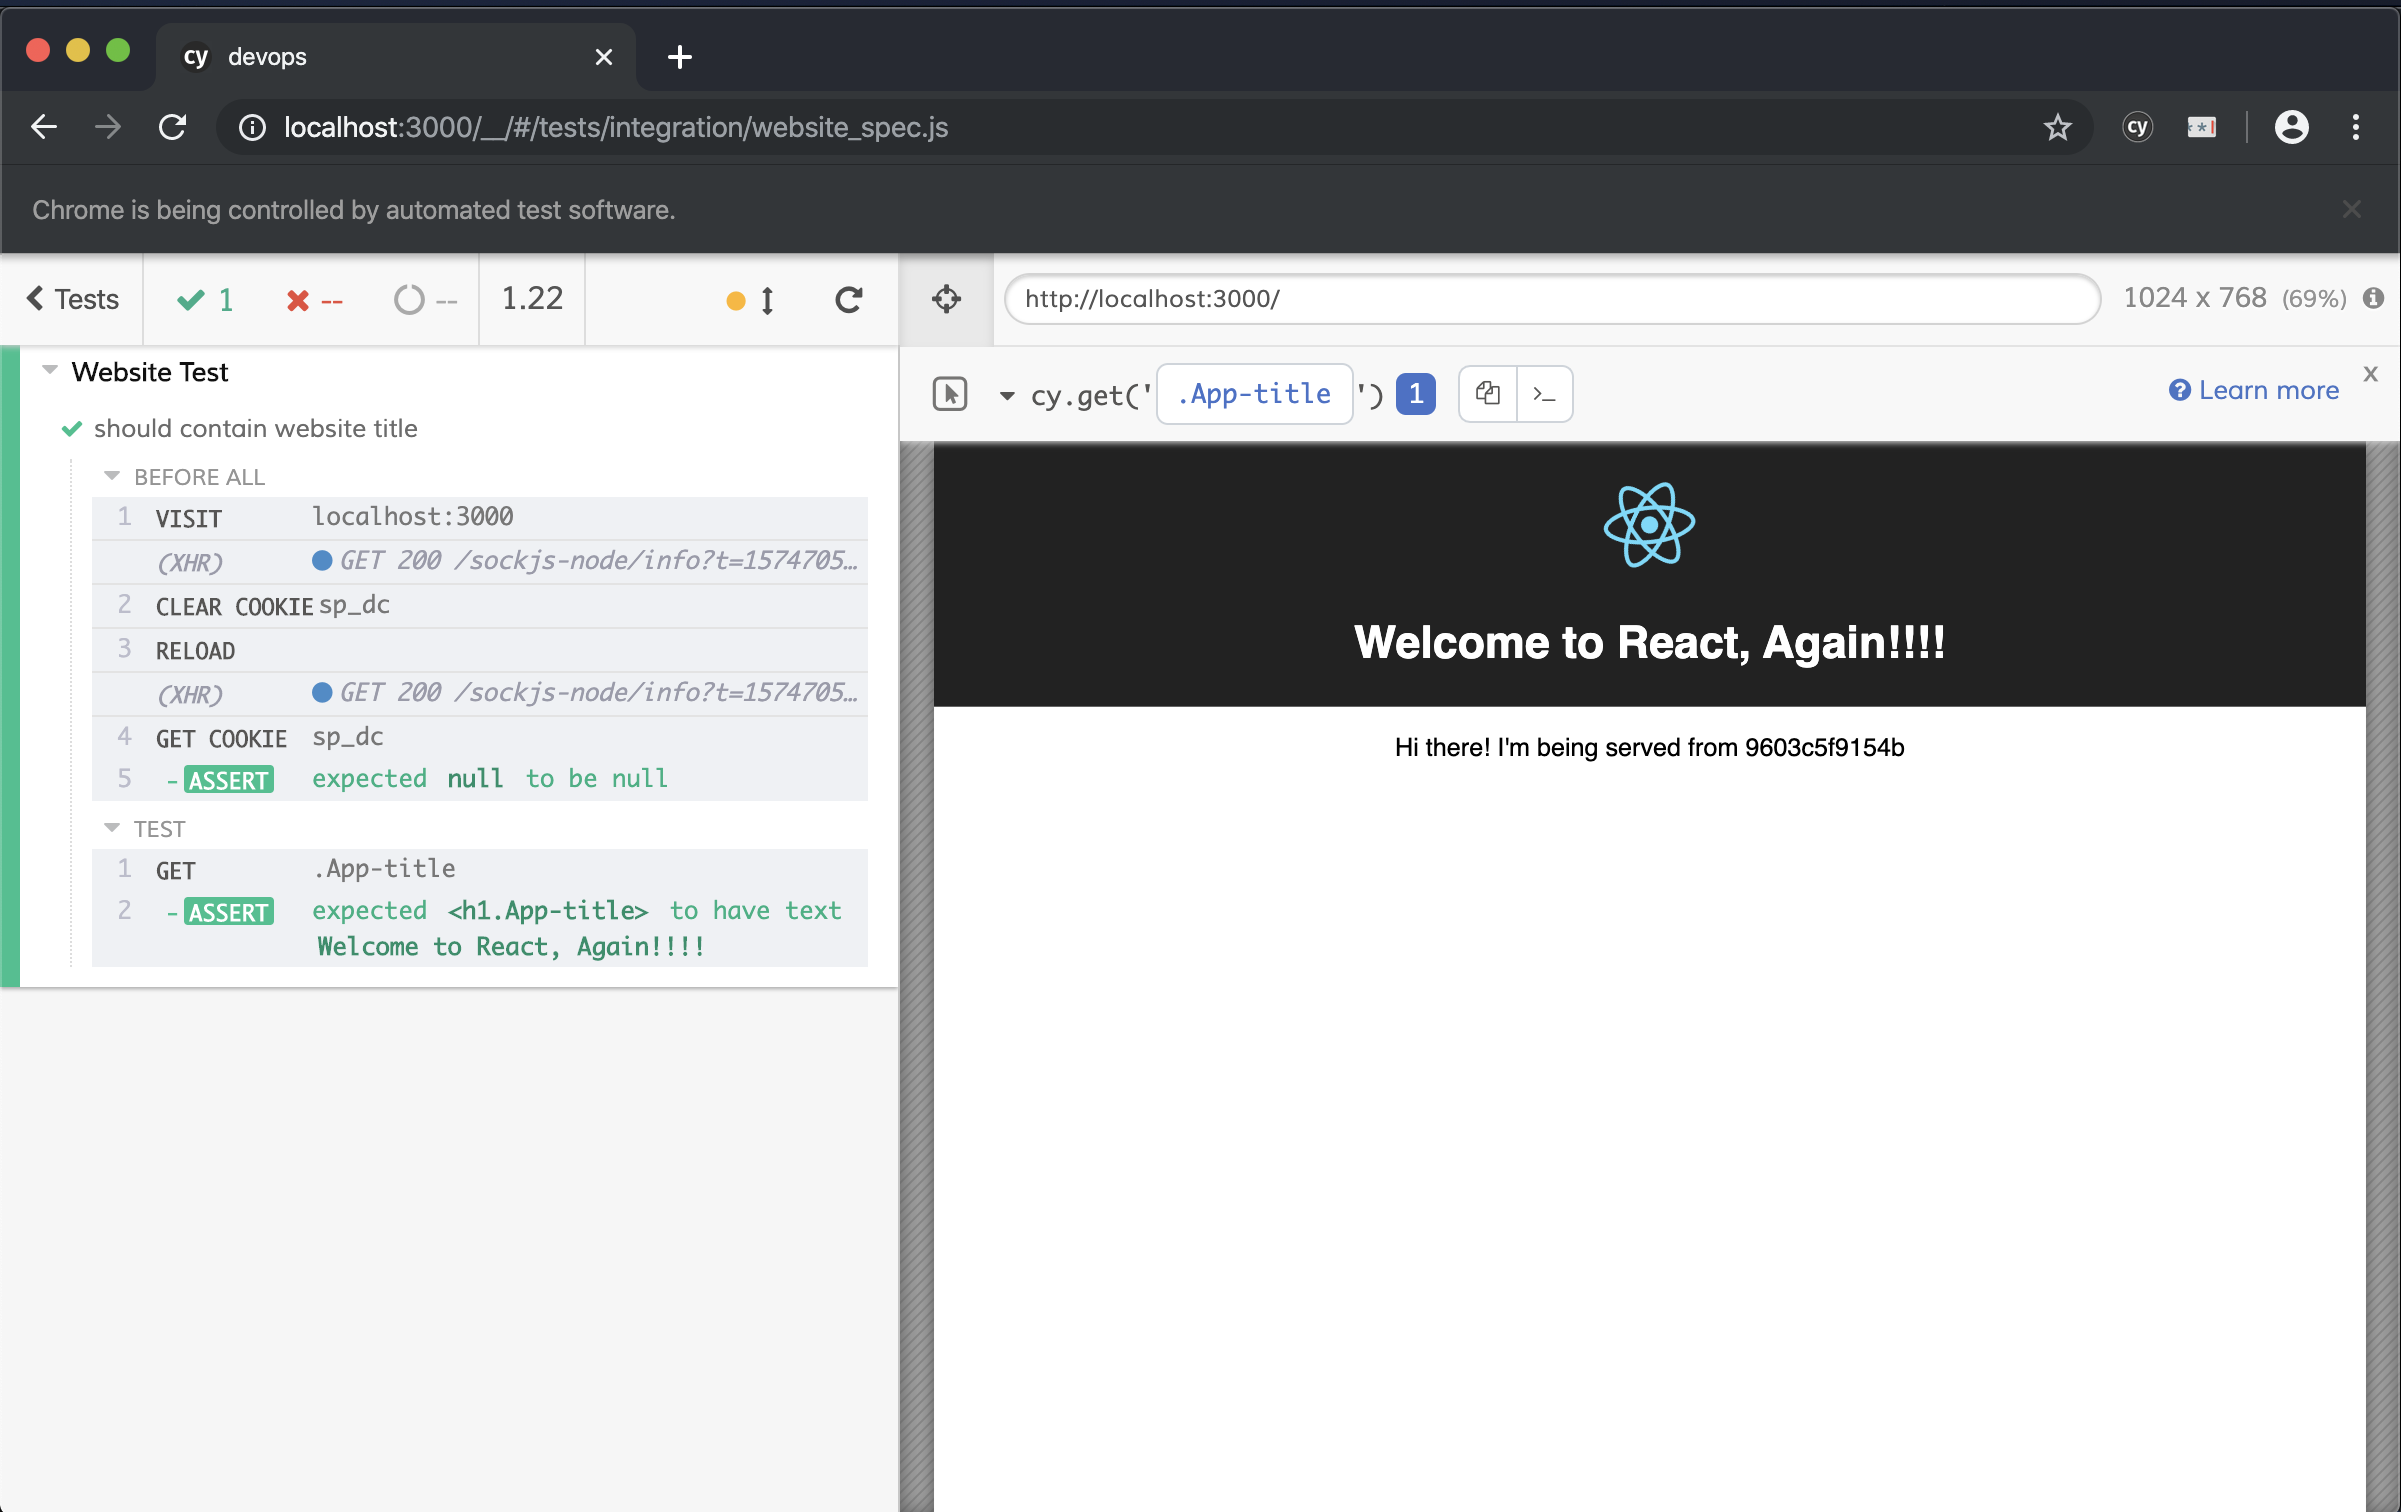 cy devops
localhost:3000/__/#/tests/integration/website_spec.js
cy
Chrome is being controlled by automated test software.
Tests 1 -- -- 1.22
http://localhost:3000/ 1024 x 768 (69%)
Website Test
cy.get('.App-title') 1 >_ Learn more x
should contain website title
BEFORE ALL
1 VISIT localhost:3000
(XHR) GET 200 /sockjs-node/info?t=1574705…
2 CLEAR COOKIE sp_dc
3 RELOAD
(XHR) GET 200 /sockjs-node/info?t=1574705…
4 GET COOKIE sp_dc
5 - ASSERT expected null to be null
TEST
1 GET .App-title
2 - ASSERT expected <h1.App-title> to have text
Welcome to React, Again!!!!
Welcome to React, Again!!!!
Hi there! I'm being served from 9603c5f9154b